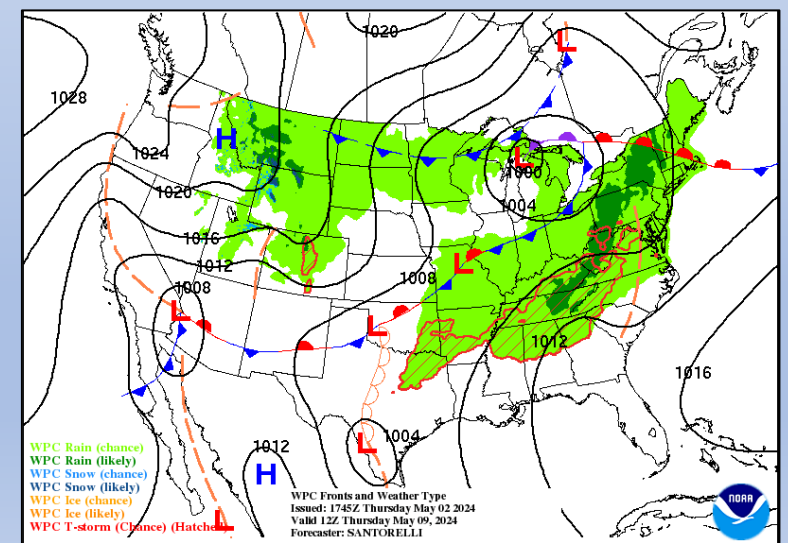 1020
L
1028
H
1024
L
1000
1020
1004
1016
1012
L
1008
1008
L
L
1012
1016
L
1004
1012
H
L
WPC Rain (chance)
WPC Rain (likely)
WPC Snow (chance)
WPC Snow (likely)
WPC Ice (chance)
WPC Ice (likely)
WPC T-storm (Chance) (Hatched)
WPC Fronts and Weather Type
Issued: 1745Z Thursday May 02 2024
Valid 12Z Thursday May 09, 2024
Forecaster: SANTORELLI
NOAA